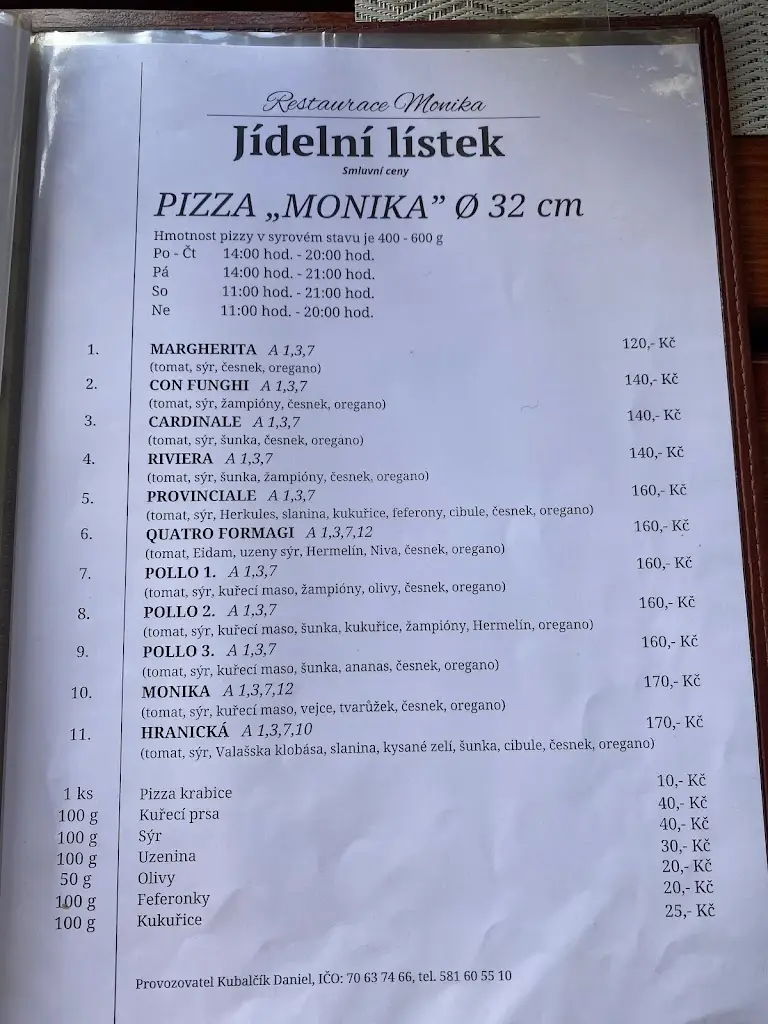 Restaurace Monika
Jídelní lístek
Smluvní ceny
PIZZA „MONIKA” Ø 32 cm
Hmotnost pizzy v syrovém stavu je 400 - 600 g
Po - Čt 14:00 hod. - 20:00 hod.
Pá 14:00 hod. - 21:00 hod.
So 11:00 hod. - 21:00 hod.
Ne 11:00 hod. - 20:00 hod.
1. MARGHERITA A 1,3,7 120,- Kč
(tomat, sýr, česnek, oregano)
2. CON FUNGHI A 1,3,7 140,- Kč
(tomat, sýr, žampióny, česnek, oregano)
3. CARDINALE A 1,3,7 140,- Kč
(tomat, sýr, šunka, česnek, oregano)
4. RIVIERA A 1,3,7 140,- Kč
(tomat, sýr, šunka, žampióny, česnek, oregano)
5. PROVINCIALE A 1,3,7 160,- Kč
(tomat, sýr, Herkules, slanina, kukuřice, feferony, cibule, česnek, oregano)
6. QUATRO FORMAGI A 1,3,7,12 160,- Kč
(tomat, Eidam, uzeny sýr, Hermelín, Niva, česnek, oregano)
7. POLLO 1. A 1,3,7 160,- Kč
(tomat, sýr, kuřecí maso, žampióny, olivy, česnek, oregano)
8. POLLO 2. A 1,3,7 160,- Kč
(tomat, sýr, kuřecí maso, šunka, kukuřice, žampióny, Hermelín, oregano)
9. POLLO 3. A 1,3,7 160,- Kč
(tomat, sýr, kuřecí maso, šunka, ananas, česnek, oregano)
10. MONIKA A 1,3,7,12 170,- Kč
(tomat, sýr, kuřecí maso, vejce, tvarůžek, česnek, oregano)
11. HRANICKÁ A 1,3,7,10 170,- Kč
(tomat, sýr, Valašska klobása, slanina, kysané zelí, šunka, cibule, česnek, oregano)
1 ks Pizza krabice 10,- Kč
100 g Kuřecí prsa 40,- Kč
100 g Sýr 40,- Kč
100 g Uzenina 30,- Kč
50 g Olivy 20,- Kč
100 g Feferonky 20,- Kč
100 g Kukuřice 25,- Kč
Provozovatel Kubalčík Daniel, IČO: 70 63 74 66, tel. 581 60 55 10